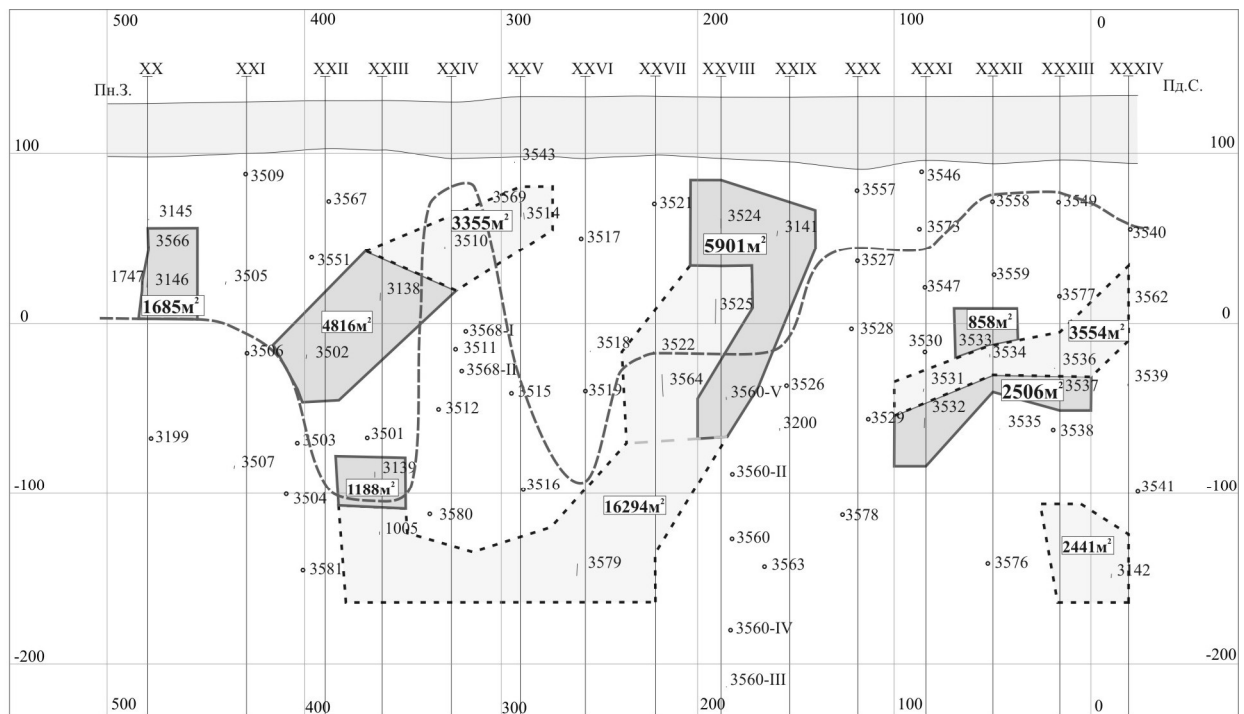 500 400 300 200 100 0
XX XXI XXII XXIII XXIV XXV XXVI XXVII XXVIII XXIX XXX XXXI XXXII XXXIII XXXIV
Пн.З. Пд.С.
100 100
3543
3509 3557 3546
3567 3569 3521 3558 3549
3145 3514 3524
3355м²
3566 3510 3517 5901м² 3141 3573 3540
3551 3527 3559
1747 3146 3505 3138 3525 3547 3577 3562
1685м²
0 4816м² 3568-I 3528 858м² 3554м² 0
3506 3502 3511 3518 3522 3530 3533 3534
3568-II 3564 3536
3515 3519 3560-V 3526 3531 2506м² 3537 3539
3512 3532
3199 3503 3501 3200 3529 3535 3538
3507 3139 3560-II
-100 3504 1188м² 3516 16294м² -100
3541
3580 3578
1005 3560 2441м²
3581 3579 3563 3576 3142
3560-IV
-200 -200
3560-III
500 400 300 200 100 0